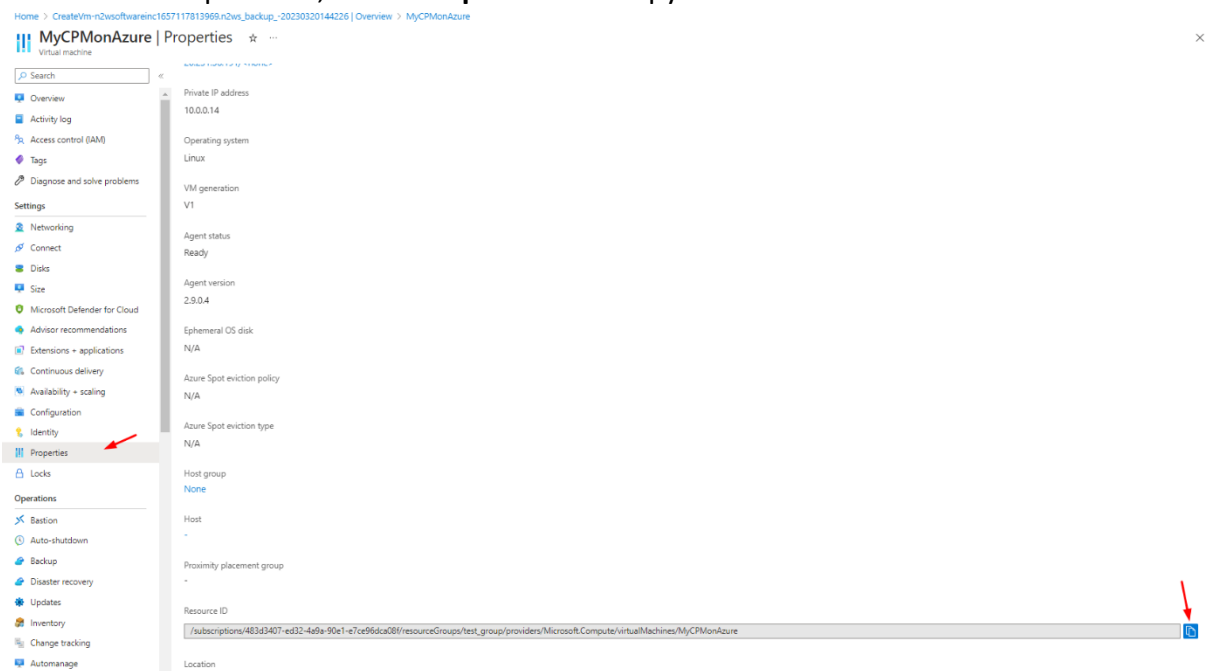 Home > CreateVm-n2wsoftwareinc1657117813969.n2ws_backup_-20230320144226 | Overview > MyCPMonAzure
MyCPMonAzure | Properties ☆ ···
Virtual machine
×
Search «
Overview
Activity log
Access control (IAM)
Tags
Diagnose and solve problems
Settings
Networking
Connect
Disks
Size
Microsoft Defender for Cloud
Advisor recommendations
Extensions + applications
Continuous delivery
Availability + scaling
Configuration
Identity
Properties
Locks
Operations
Bastion
Auto-shutdown
Backup
Disaster recovery
Updates
Inventory
Change tracking
Automanage
Private IP address
10.0.0.14
Operating system
Linux
VM generation
V1
Agent status
Ready
Agent version
2.9.0.4
Ephemeral OS disk
N/A
Azure Spot eviction policy
N/A
Azure Spot eviction type
N/A
Host group
None
Host
-
Proximity placement group
-
Resource ID
/subscriptions/483d3407-ed32-4a9a-90e1-e7ce96dca08f/resourceGroups/test_group/providers/Microsoft.Compute/virtualMachines/MyCPMonAzure
Location